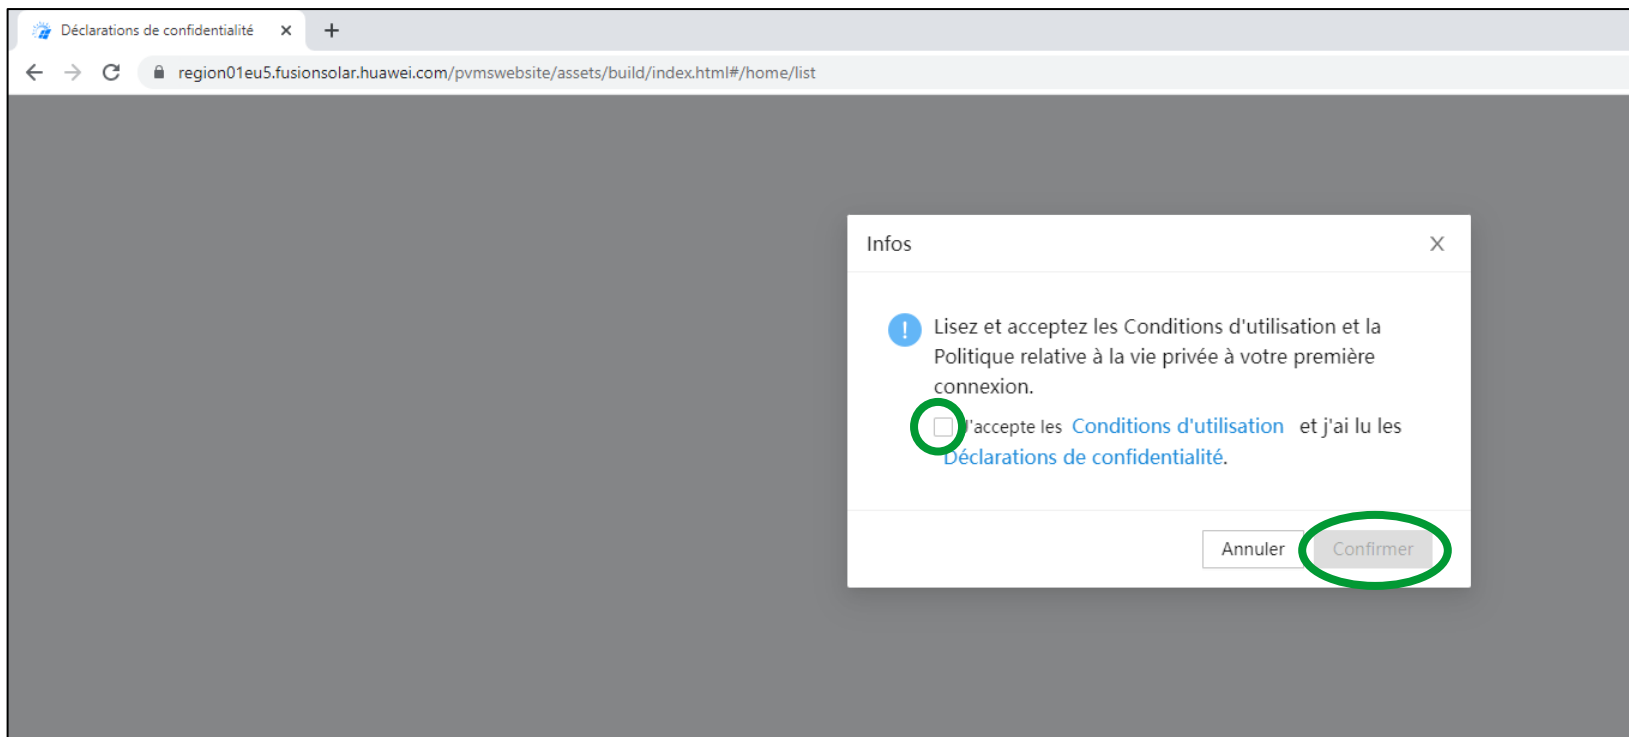 Déclarations de confidentialité
region01eu5.fusionsolar.huawei.com/pvmswebsite/assets/build/index.html#/home/list
Infos
Lisez et acceptez les Conditions d'utilisation et la
Politique relative à la vie privée à votre première
connexion.
J'accepte les Conditions d'utilisation et j'ai lu les
Déclarations de confidentialité.
Annuler Confirmer